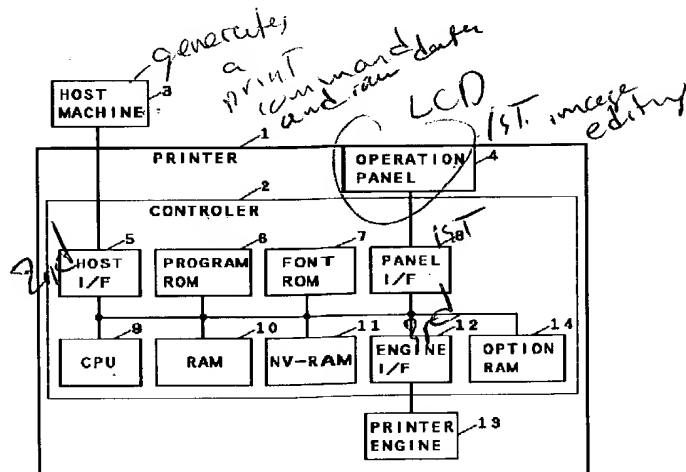 generates
a
print
command
and raw data
LCD
1st image
editing
HOST
MACHINE
3
1
PRINTER
OPERATION
PANEL
4
2
CONTROLER
2nd
HOST
I/F
5
PROGRAM
ROM
6
FONT
ROM
7
1st
PANEL
I/F
8
CPU
9
RAM
10
NV-RAM
11
3rd
ENGINE
I/F
12
OPTION
RAM
14
PRINTER
ENGINE
13